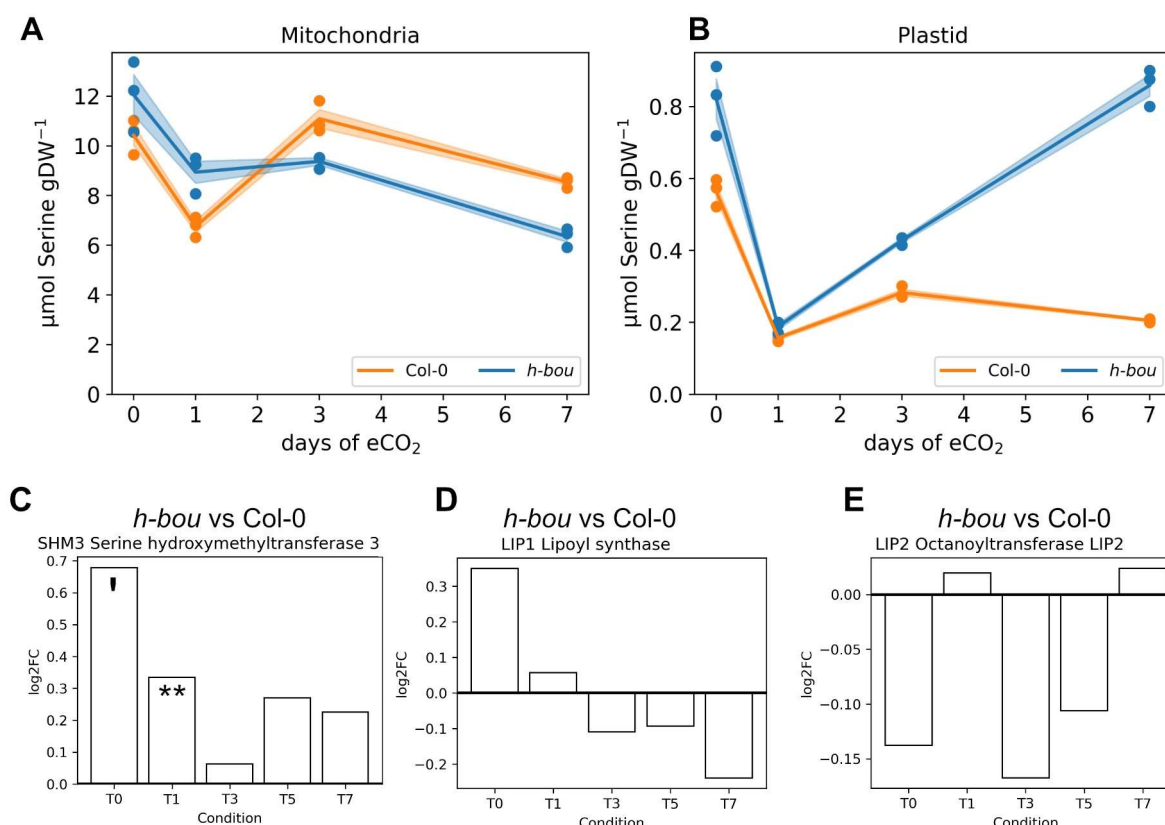 A
Mitochondria
12
10
8
6
4
2
0
µmol Serine gDW⁻¹
Col-0 h-bou
0 1 2 3 4 5 6 7
days of eCO₂
B
Plastid
0.8
0.6
0.4
0.2
0.0
µmol Serine gDW⁻¹
Col-0 h-bou
0 1 2 3 4 5 6 7
days of eCO₂
C
h-bou vs Col-0
SHM3 Serine hydroxymethyltransferase 3
0.7
0.6
0.5
0.4
0.3
0.2
0.1
0.0
log2FC
'
**
T0 T1 T3 T5 T7
Condition
D
h-bou vs Col-0
LIP1 Lipoyl synthase
0.3
0.2
0.1
0.0
−0.1
−0.2
log2FC
T0 T1 T3 T5 T7
Condition
E
h-bou vs Col-0
LIP2 Octanoyltransferase LIP2
0.00
−0.05
−0.10
−0.15
log2FC
T0 T1 T3 T5 T7
Condition